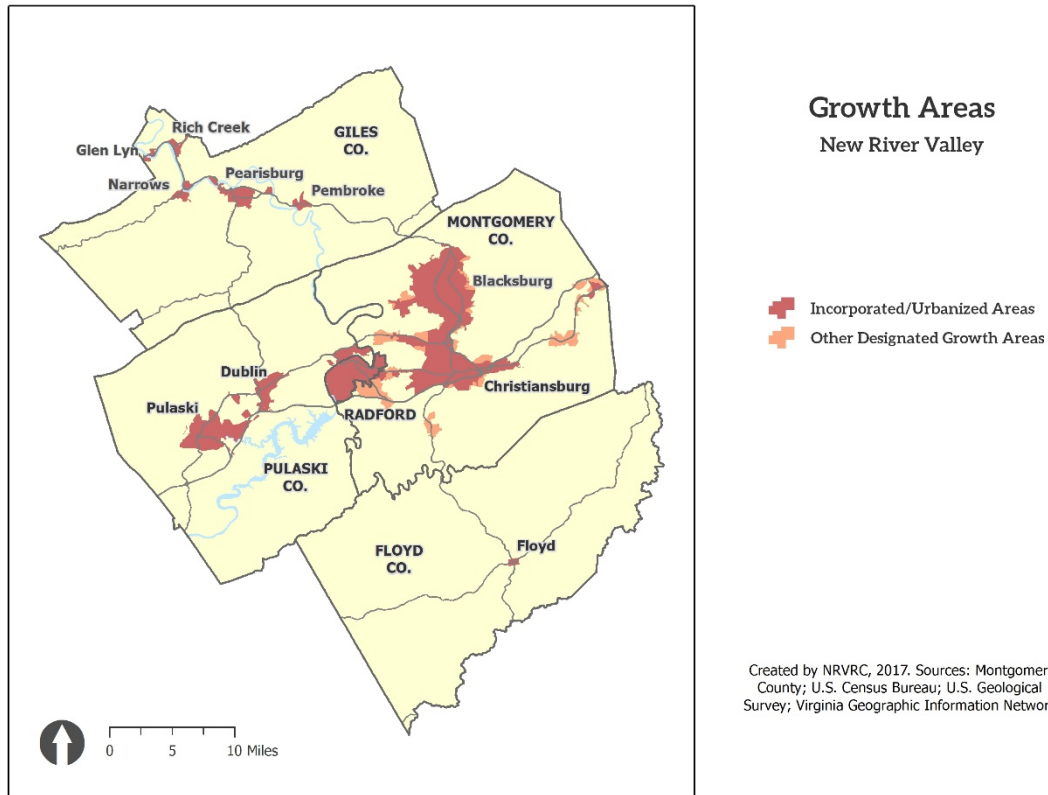 Growth Areas
New River Valley
Rich Creek
GILES
CO.
Glen Lyn
Narrows
Pearisburg
Pembroke
MONTGOMERY
CO.
Blacksburg
Incorporated/Urbanized Areas
Other Designated Growth Areas
Dublin
Christiansburg
Pulaski
RADFORD
PULASKI
CO.
FLOYD
CO.
Floyd
Created by NRVRC, 2017. Sources: Montgomer
County; U.S. Census Bureau; U.S. Geological
Survey; Virginia Geographic Information Networ
0 5 10 Miles